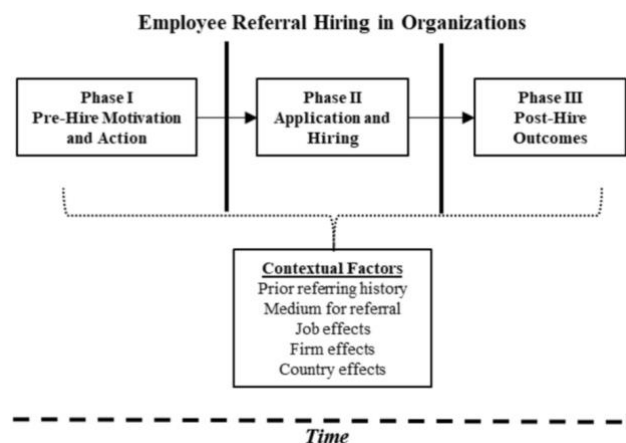 Employee Referral Hiring in Organizations
Phase I
Pre-Hire Motivation
and Action
Phase II
Application and
Hiring
Phase III
Post-Hire
Outcomes
Contextual Factors
Prior referring history
Medium for referral
Job effects
Firm effects
Country effects
Time